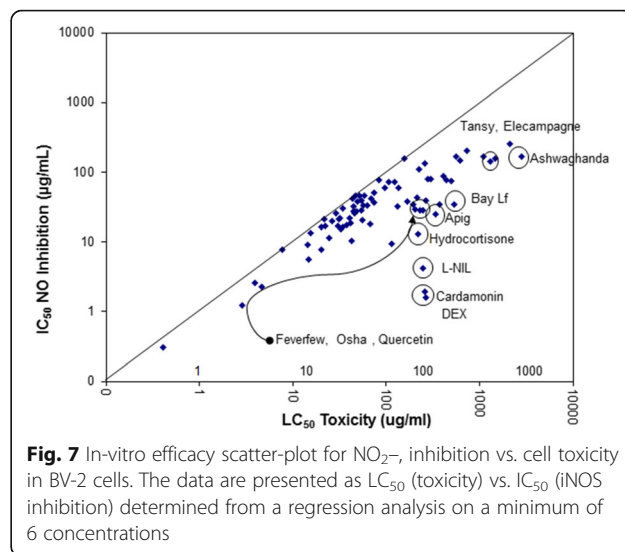 10000
1000
100
10
1
0
IC50 NO Inhibition (µg/mL)
Tansy, Elecampagne
Ashwaghanda
Bay Lf
Apig
Hydrocortisone
L-NIL
Cardamonin
DEX
Feverfew, Osha , Quercetin
1 10 100 1000
0 1 10 100 1000 10000
LC50 Toxicity (ug/ml)
Fig. 7 In-vitro efficacy scatter-plot for NO2–, inhibition vs. cell toxicity
in BV-2 cells. The data are presented as LC50 (toxicity) vs. IC50 (iNOS
inhibition) determined from a regression analysis on a minimum of
6 concentrations